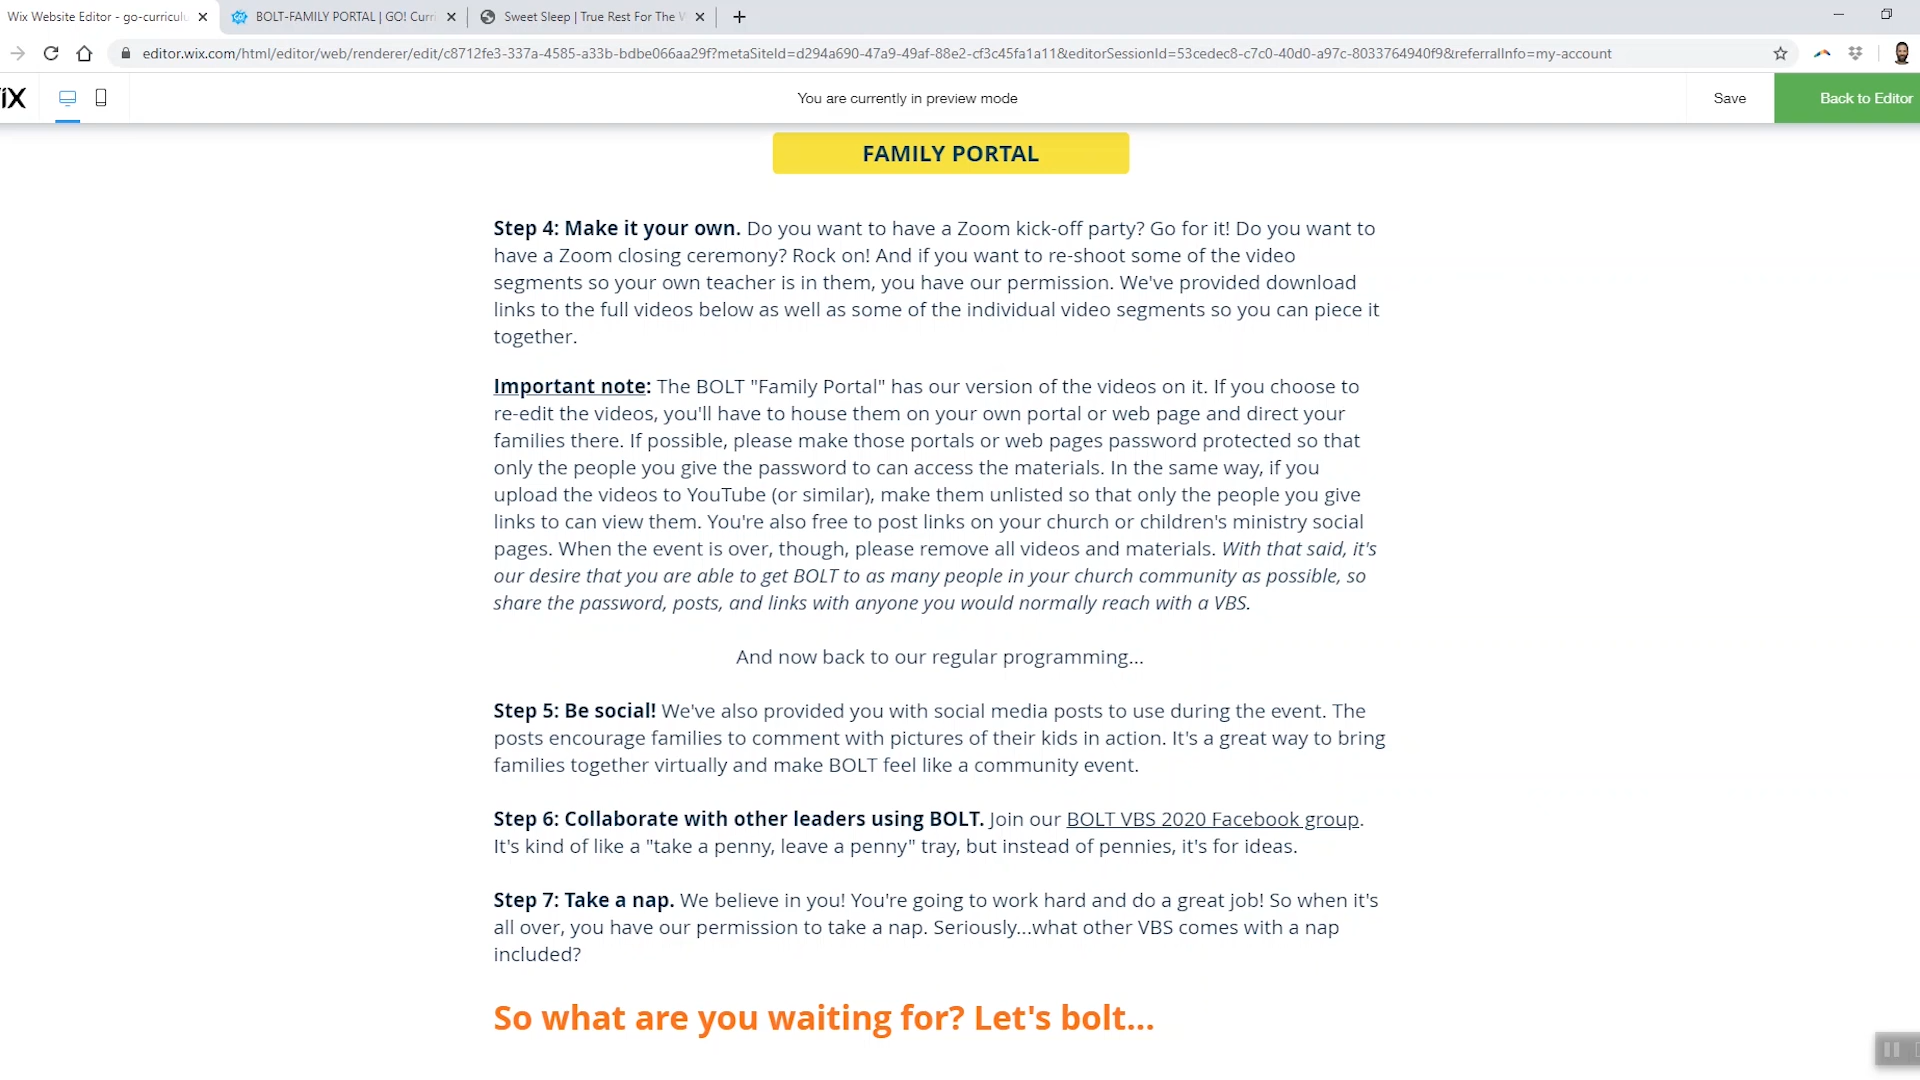 Wix Website Editor - go-curriculu
BOLT-FAMILY PORTAL | GO! Curri
Sweet Sleep | True Rest For The
editor.wix.com/html/editor/web/renderer/edit/c8712fe3-337a-4585-a33b-bdbe066aa29f?metaSiteId=d294a690-47a9-49af-88e2-cf3c45fa1a11&editorSessionId=53cedec8-c7c0-40d0-a97c-8033764940f9&referralInfo=my-account
iX
You are currently in preview mode
Save
Back to Editor
FAMILY PORTAL
Step 4: Make it your own. Do you want to have a Zoom kick-off party? Go for it! Do you want to
have a Zoom closing ceremony? Rock on! And if you want to re-shoot some of the video
segments so your own teacher is in them, you have our permission. We've provided download
links to the full videos below as well as some of the individual video segments so you can piece it
together.
Important note: The BOLT "Family Portal" has our version of the videos on it. If you choose to
re-edit the videos, you'll have to house them on your own portal or web page and direct your
families there. If possible, please make those portals or web pages password protected so that
only the people you give the password to can access the materials. In the same way, if you
upload the videos to YouTube (or similar), make them unlisted so that only the people you give
links to can view them. You're also free to post links on your church or children's ministry social
pages. When the event is over, though, please remove all videos and materials. With that said, it's
our desire that you are able to get BOLT to as many people in your church community as possible, so
share the password, posts, and links with anyone you would normally reach with a VBS.
And now back to our regular programming...
Step 5: Be social! We've also provided you with social media posts to use during the event. The
posts encourage families to comment with pictures of their kids in action. It's a great way to bring
families together virtually and make BOLT feel like a community event.
Step 6: Collaborate with other leaders using BOLT. Join our BOLT VBS 2020 Facebook group.
It's kind of like a "take a penny, leave a penny" tray, but instead of pennies, it's for ideas.
Step 7: Take a nap. We believe in you! You're going to work hard and do a great job! So when it's
all over, you have our permission to take a nap. Seriously...what other VBS comes with a nap
included?
So what are you waiting for? Let's bolt...